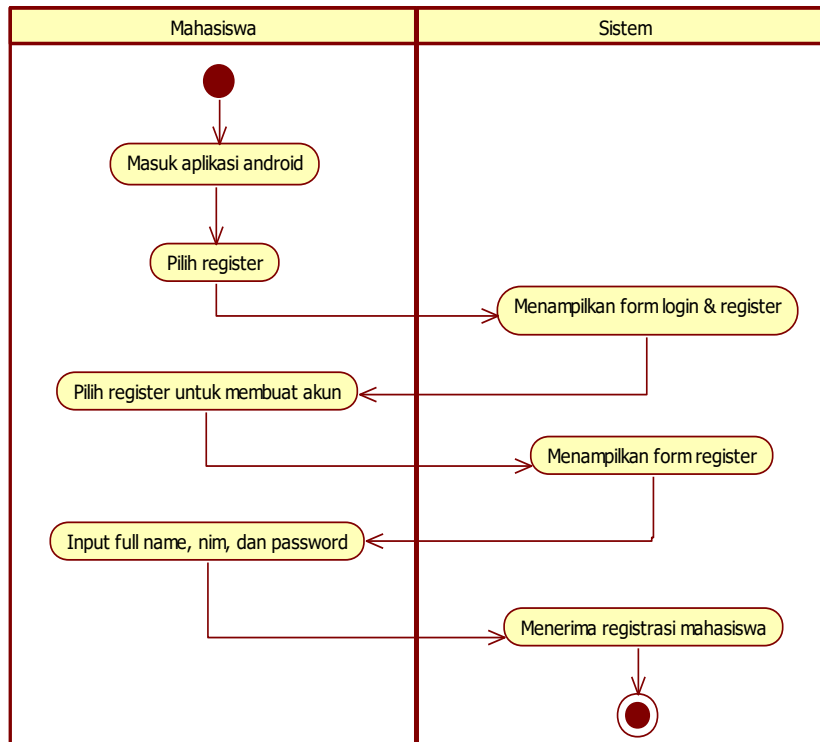 Mahasiswa
Sistem
Masuk aplikasi android
Pilih register
Menampilkan form login & register
Pilih register untuk membuat akun
Menampilkan form register
Input full name, nim, dan password
Menerima registrasi mahasiswa